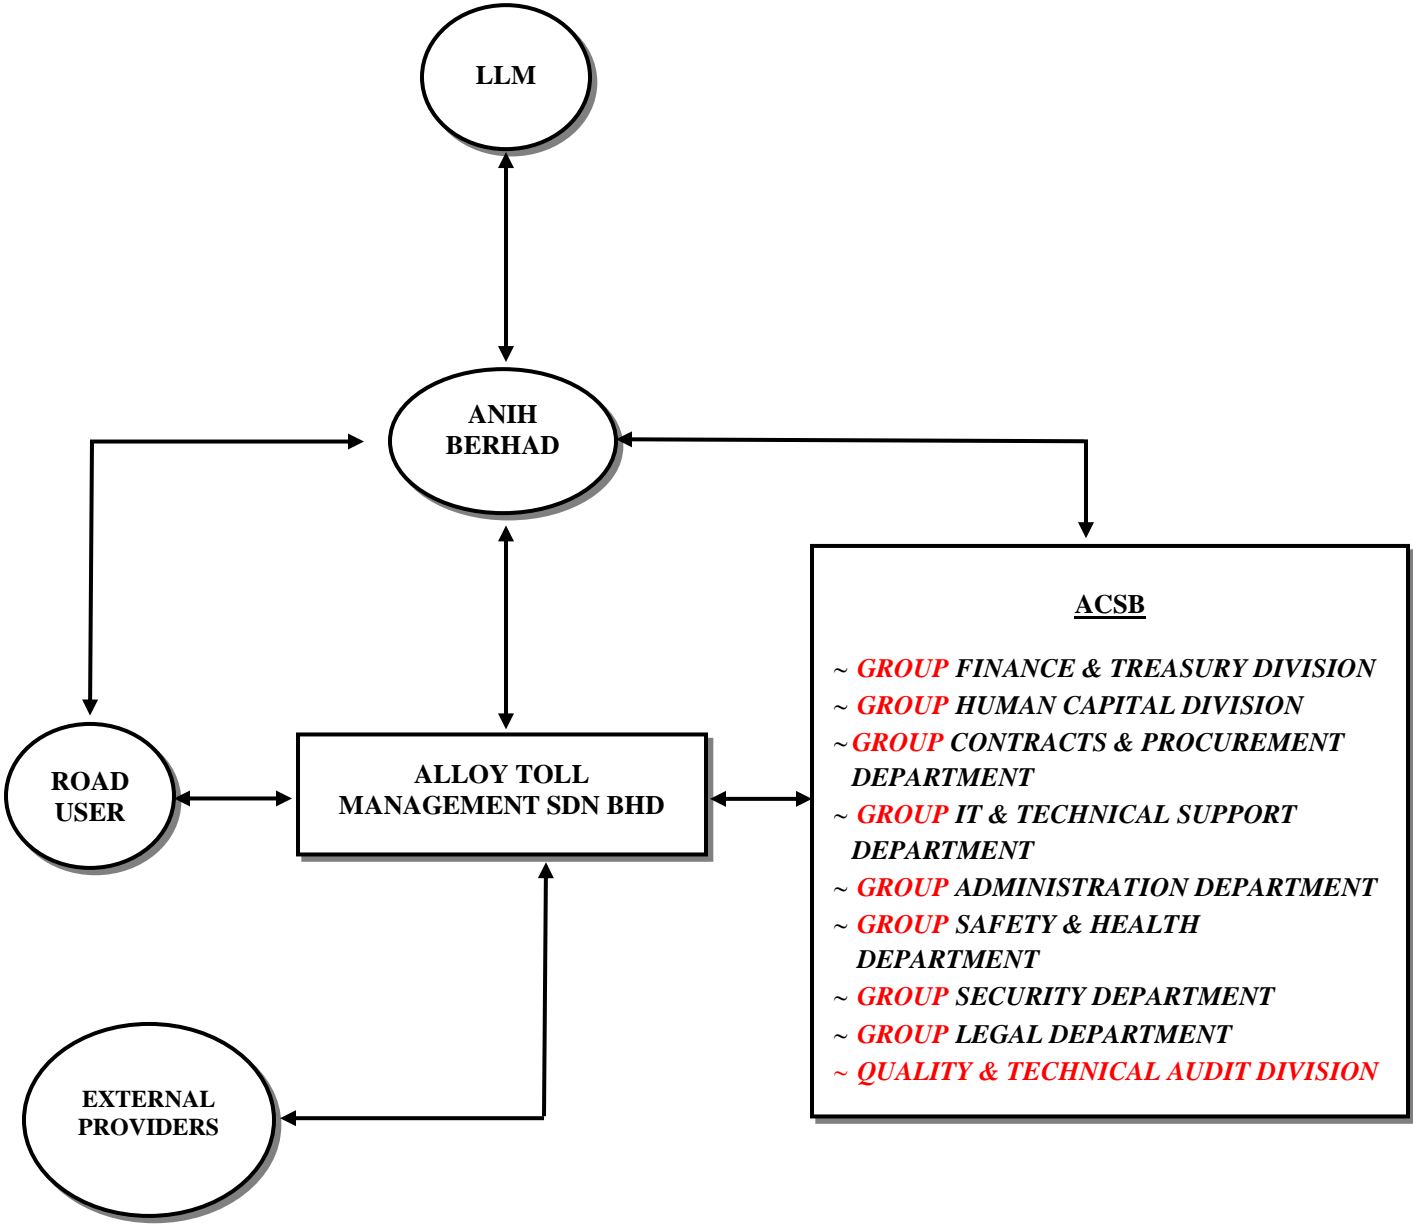 LLM
ANIH
BERHAD
ACSB
~ GROUP FINANCE & TREASURY DIVISION
~ GROUP HUMAN CAPITAL DIVISION
~ GROUP CONTRACTS & PROCUREMENT
DEPARTMENT
~ GROUP IT & TECHNICAL SUPPORT
DEPARTMENT
~ GROUP ADMINISTRATION DEPARTMENT
~ GROUP SAFETY & HEALTH
DEPARTMENT
~ GROUP SECURITY DEPARTMENT
~ GROUP LEGAL DEPARTMENT
~ QUALITY & TECHNICAL AUDIT DIVISION
ROAD
USER
ALLOY TOLL
MANAGEMENT SDN BHD
EXTERNAL
PROVIDERS